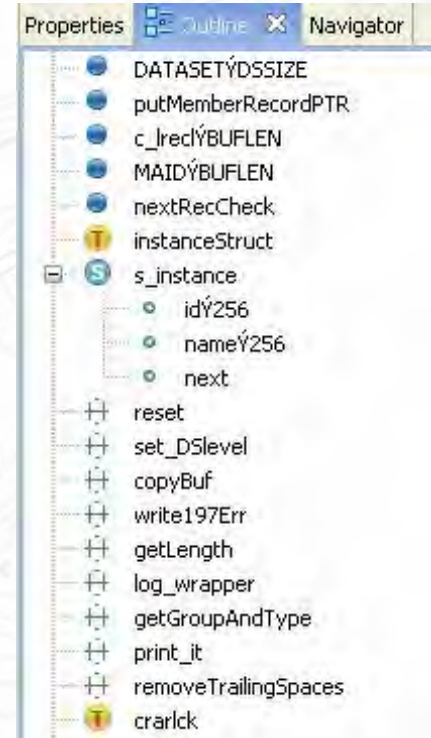 Properties Outline Navigator
DATASETÝDSSIZE
putMemberRecordPTR
c_lreclÝBUFLEN
MAIDÝBUFLEN
nextRecCheck
T instanceStruct
S s_instance
idÝ256
nameÝ256
next
reset
set_DSlevel
copyBuf
write197Err
getLength
log_wrapper
getGroupAndType
print_it
removeTrailingSpaces
T crarlck